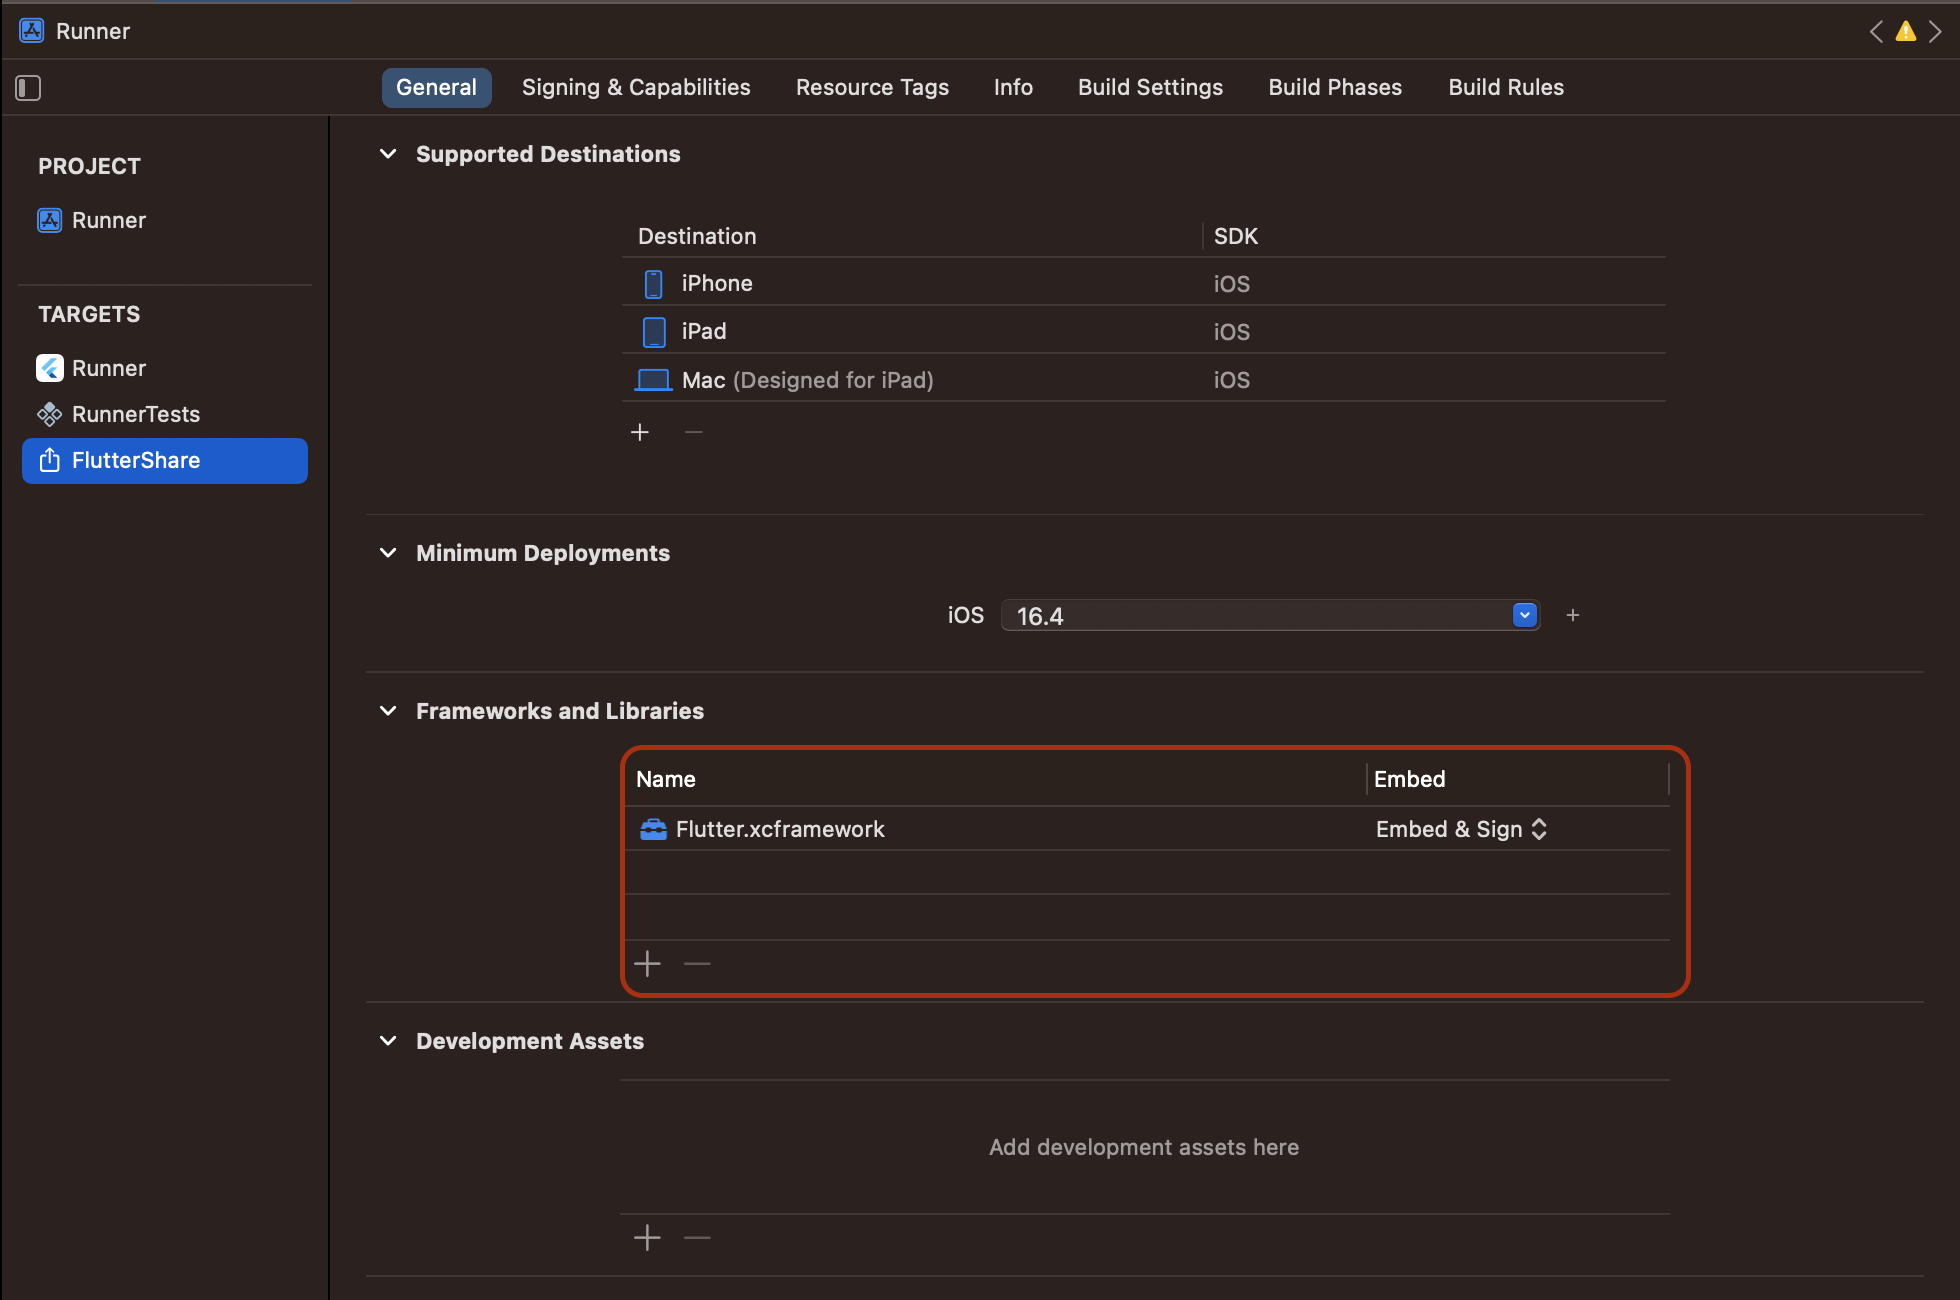 Runner
General Signing & Capabilities Resource Tags Info Build Settings Build Phases Build Rules
PROJECT
Runner
TARGETS
Runner
RunnerTests
FlutterShare
Supported Destinations
Destination SDK
iPhone iOS
iPad iOS
Mac (Designed for iPad) iOS
Minimum Deployments
iOS 16.4
Frameworks and Libraries
Name Embed
Flutter.xcframework Embed & Sign
Development Assets
Add development assets here